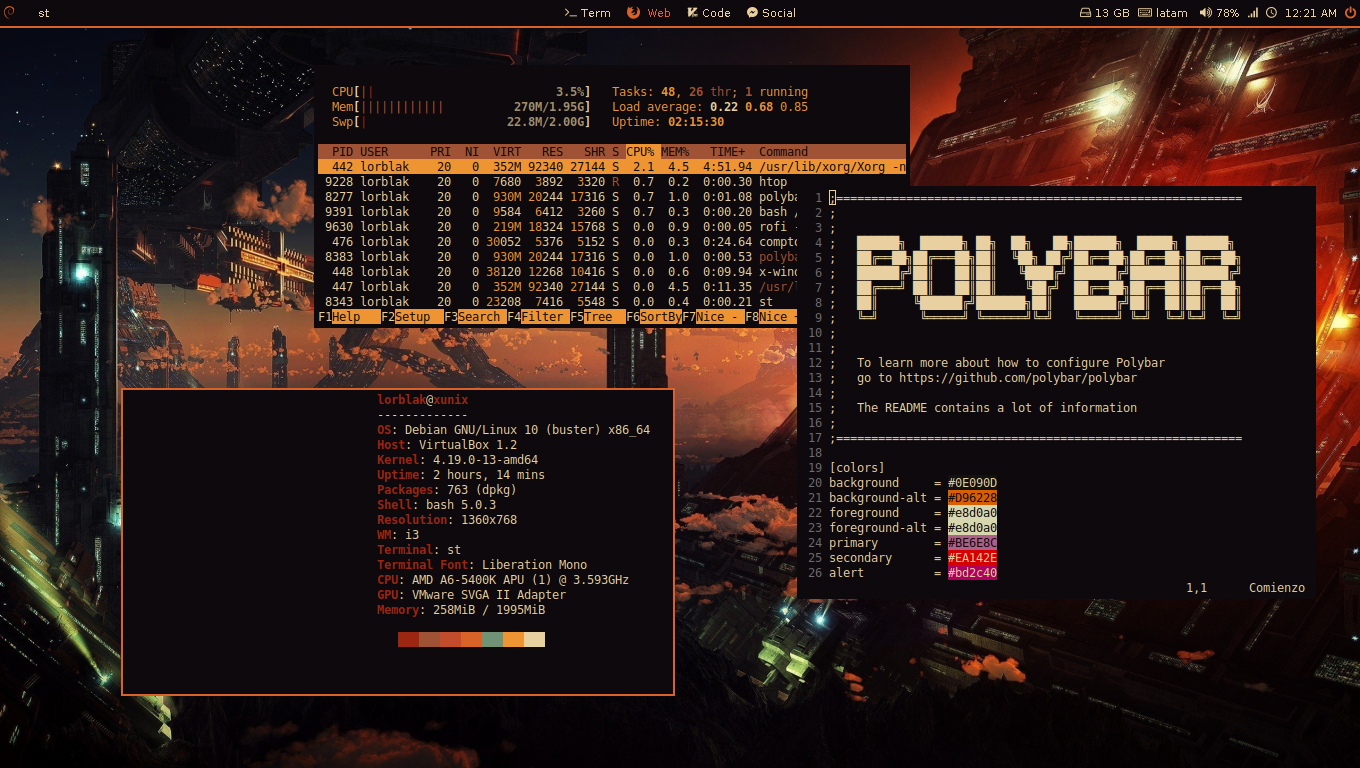 st
Term Web Code Social
13 GB latam 78% 12:21 AM
CPU[|| 3.5%] Tasks: 48, 26 thr; 1 running
Mem[|||||||||||| 270M/1.95G] Load average: 0.22 0.68 0.85
Swp[| 22.8M/2.00G] Uptime: 02:15:30
PID USER PRI NI VIRT RES SHR S CPU% MEM% TIME+ Command
442 lorblak 20 0 352M 92340 27144 S 2.1 4.5 4:51.94 /usr/lib/xorg/Xorg -n
9228 lorblak 20 0 7680 3892 3320 R 0.7 0.2 0:00.30 htop
8277 lorblak 20 0 930M 20244 17316 S 0.7 1.0 0:01.08 polyba
9391 lorblak 20 0 9584 6412 3260 S 0.7 0.3 0:00.20 bash /
9630 lorblak 20 0 219M 18324 15768 S 0.0 0.9 0:00.05 rofi -
476 lorblak 20 0 30052 5376 5152 S 0.0 0.3 0:24.64 compto
8383 lorblak 20 0 930M 20244 17316 S 0.0 1.0 0:00.53 polyba
448 lorblak 20 0 38120 12268 10416 S 0.0 0.6 0:09.94 x-wind
447 lorblak 20 0 352M 92340 27144 S 0.0 4.5 0:11.35 /usr/l
8343 lorblak 20 0 23208 7416 5548 S 0.0 0.4 0:00.21 st
F1Help F2Setup F3Search F4Filter F5Tree F6SortByF7Nice - F8Nice +
1 ;==========================================================
2 ;
3 ;
4 ;
5 ;
6 ; POLYBAR
7 ;
8 ;
9 ;
10 ;
11 ;
12 ; To learn more about how to configure Polybar
13 ; go to https://github.com/polybar/polybar
14 ;
15 ; The README contains a lot of information
16 ;
17 ;==========================================================
18
19 [colors]
20 background = #0E090D
21 background-alt = #D96228
22 foreground = #e8d0a0
23 foreground-alt = #e8d0a0
24 primary = #BE6E8C
25 secondary = #EA142E
26 alert = #bd2c40
1,1 Comienzo
lorblak@xunix
-------------
OS: Debian GNU/Linux 10 (buster) x86_64
Host: VirtualBox 1.2
Kernel: 4.19.0-13-amd64
Uptime: 2 hours, 14 mins
Packages: 763 (dpkg)
Shell: bash 5.0.3
Resolution: 1360x768
WM: i3
Terminal: st
Terminal Font: Liberation Mono
CPU: AMD A6-5400K APU (1) @ 3.593GHz
GPU: VMware SVGA II Adapter
Memory: 258MiB / 1995MiB